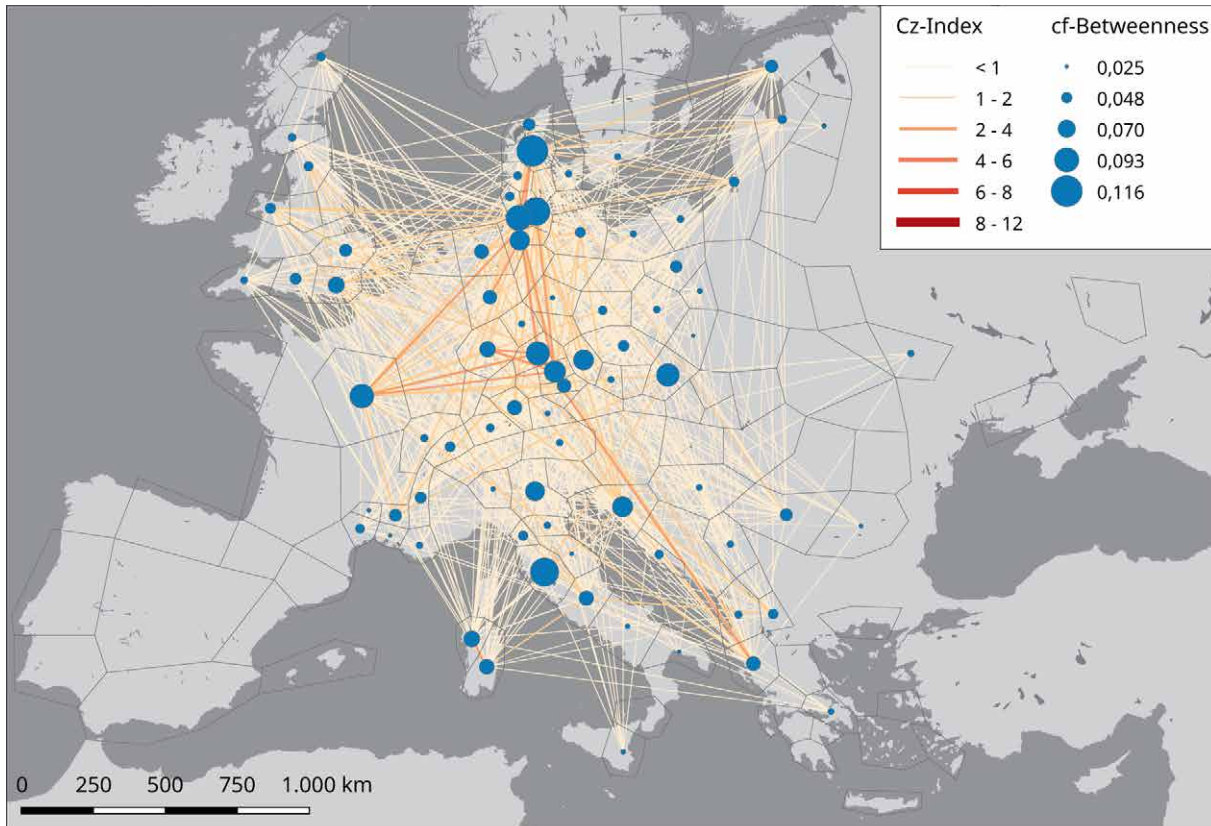 Cz-Index cf-Betweenness
< 1 0,025
1 - 2 0,048
2 - 4 0,070
4 - 6 0,093
6 - 8 0,116
8 - 12
0 250 500 750 1.000 km